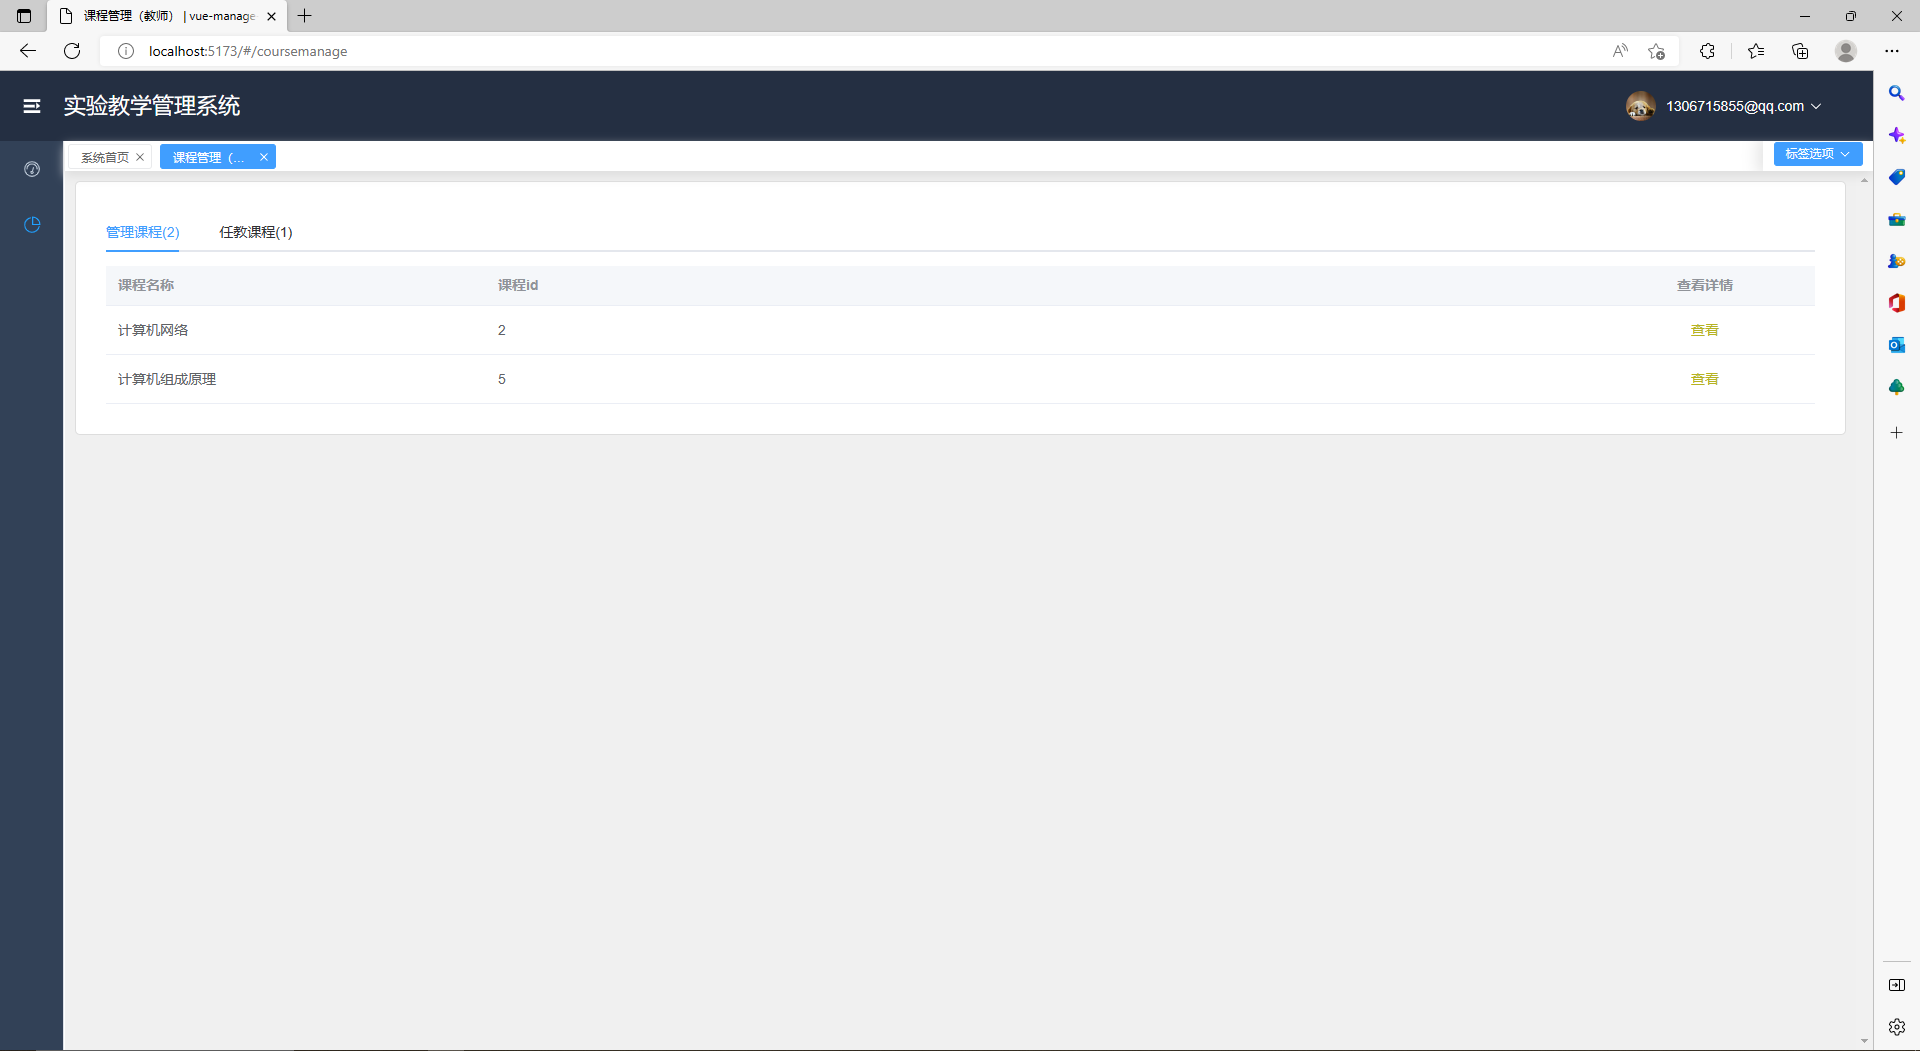 课程管理（教师） | vue-manage-
localhost:5173/#/coursemanage
实验教学管理系统
1306715855@qq.com
系统首页
课程管理（...
标签选项
管理课程(2)
任教课程(1)
课程名称 课程id 查看详情
计算机网络 2 查看
计算机组成原理 5 查看